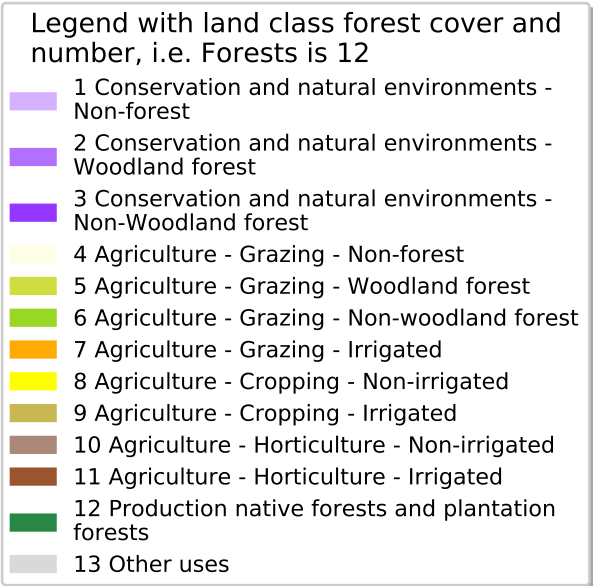 Legend with land class forest cover and
number, i.e. Forests is 12
1 Conservation and natural environments -
Non-forest
2 Conservation and natural environments -
Woodland forest
3 Conservation and natural environments -
Non-Woodland forest
4 Agriculture - Grazing - Non-forest
5 Agriculture - Grazing - Woodland forest
6 Agriculture - Grazing - Non-woodland forest
7 Agriculture - Grazing - Irrigated
8 Agriculture - Cropping - Non-irrigated
9 Agriculture - Cropping - Irrigated
10 Agriculture - Horticulture - Non-irrigated
11 Agriculture - Horticulture - Irrigated
12 Production native forests and plantation
forests
13 Other uses